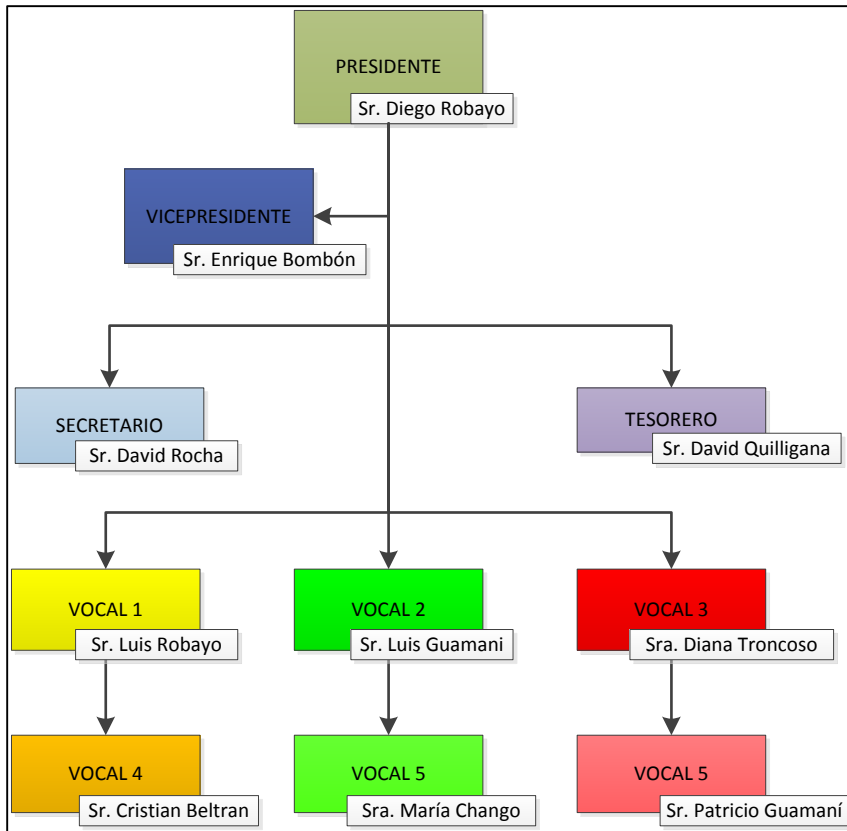 PRESIDENTE
Sr. Diego Robayo
VICEPRESIDENTE
Sr. Enrique Bombón
SECRETARIO
Sr. David Rocha
TESORERO
Sr. David Quilligana
VOCAL 1
Sr. Luis Robayo
VOCAL 2
Sr. Luis Guamani
VOCAL 3
Sra. Diana Troncoso
VOCAL 4
Sr. Cristian Beltran
VOCAL 5
Sra. María Chango
VOCAL 5
Sr. Patricio Guamaní